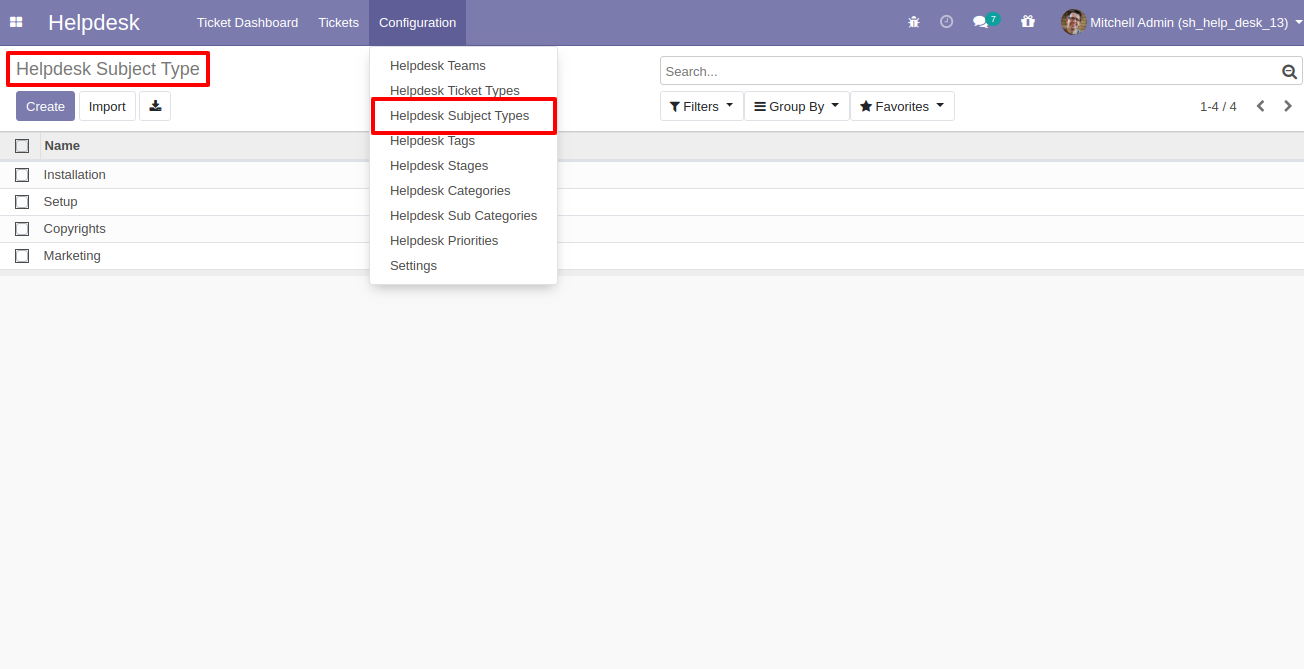 Helpdesk Ticket Dashboard Tickets Configuration 7 Mitchell Admin (sh_help_desk_13)
Helpdesk Subject Type
Search...
Create Import
Filters Group By Favorites 1-4 / 4
Helpdesk Teams
Helpdesk Ticket Types
Helpdesk Subject Types
Helpdesk Tags
Helpdesk Stages
Helpdesk Categories
Helpdesk Sub Categories
Helpdesk Priorities
Settings
Name
Installation
Setup
Copyrights
Marketing